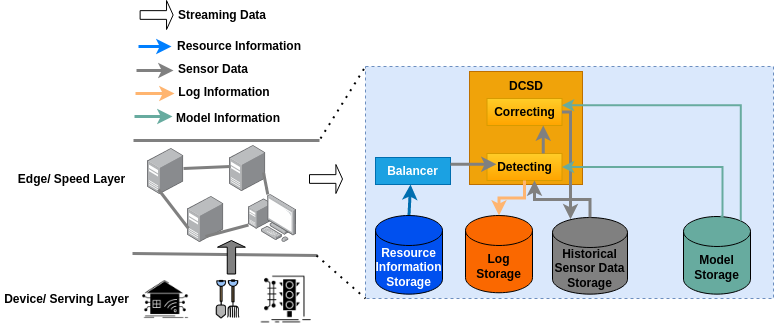 Streaming Data
Resource Information
Sensor Data
Log Information
Model Information
Edge/ Speed Layer
Device/ Serving Layer
DCSD
Correcting
Detecting
Balancer
Resource
Information
Storage
Log
Storage
Historical
Sensor Data
Storage
Model
Storage